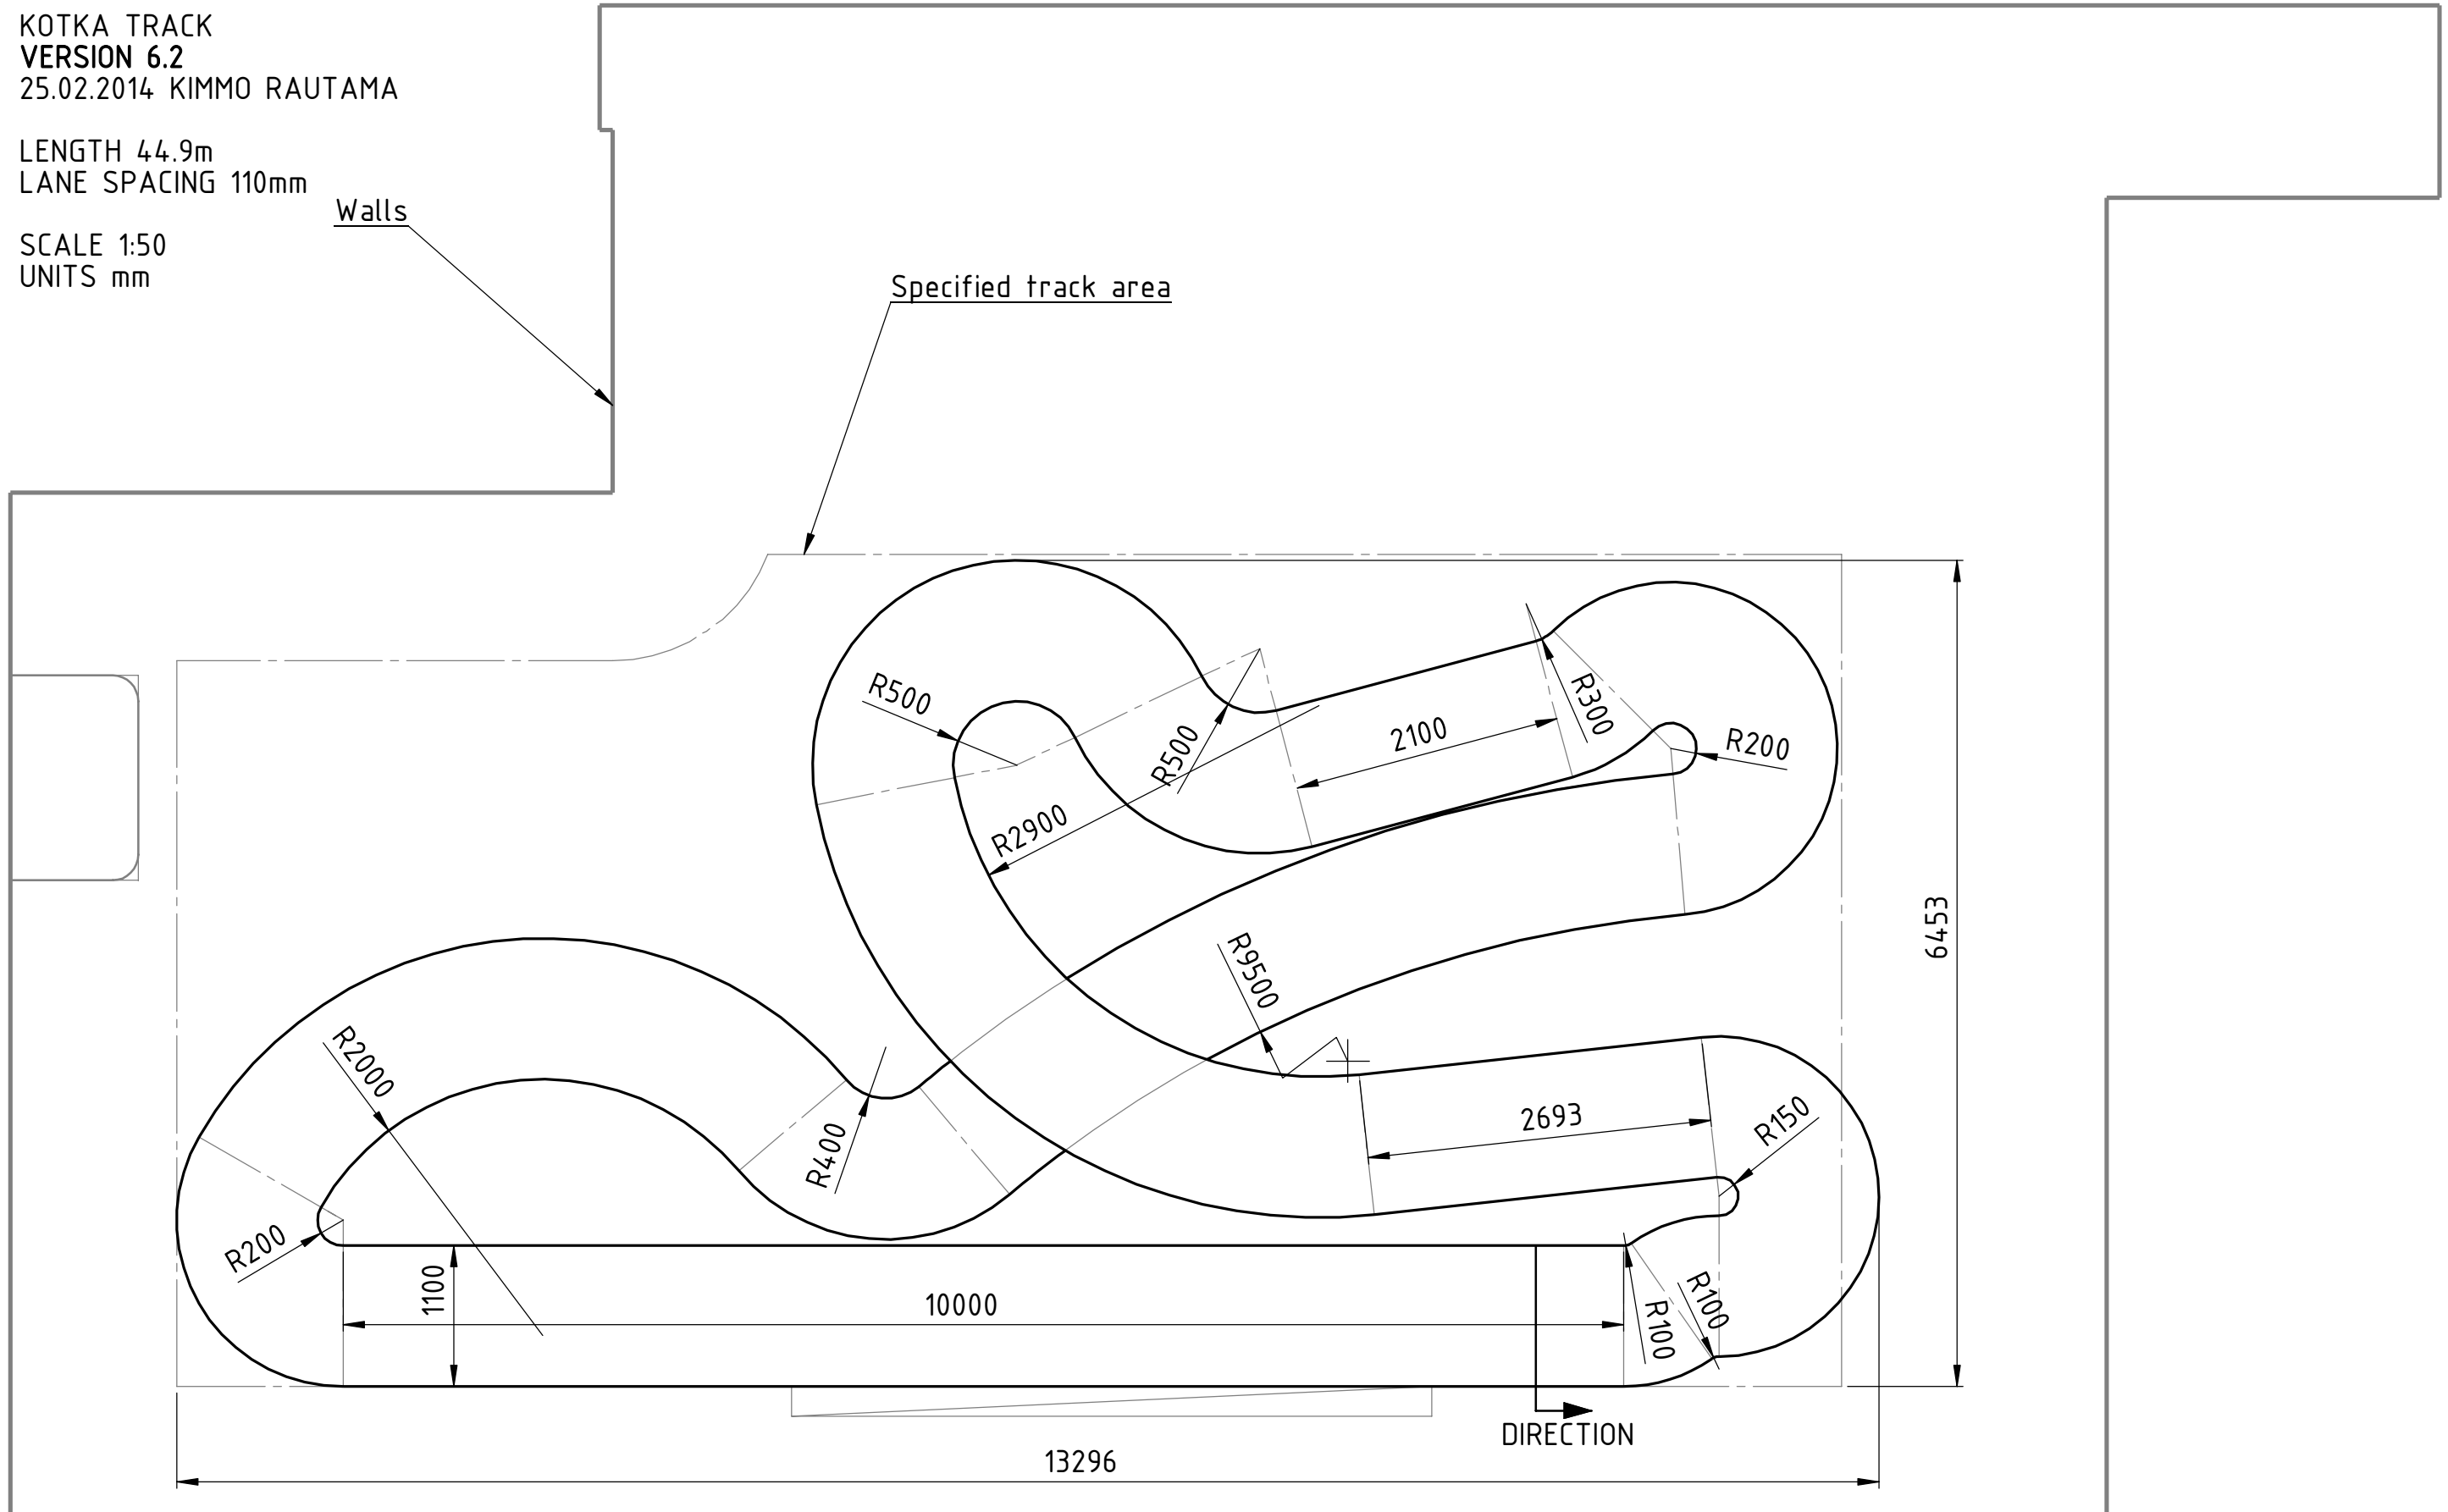 KOTKA TRACK
VERSION 6.2
25.02.2014 KIMMO RAUTAMA
LENGTH 44.9m
LANE SPACING 110mm
SCALE 1:50
UNITS mm
Walls
Specified track area
R500
R500
2100
R300
R200
R2900
R9500
6453
R2000
R400
2693
R150
R200
1100
10000
R100
R100
DIRECTION
13296